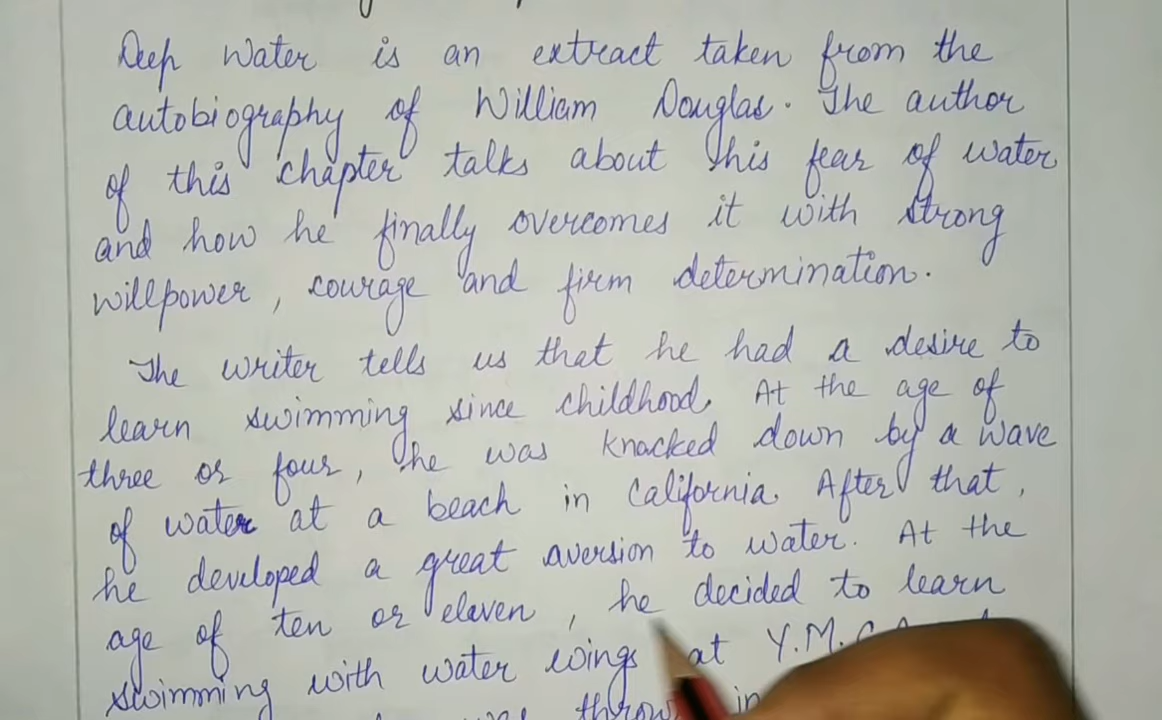 Deep Water is an extract taken from the
autobiography of William Douglas. The author
of this chapter talks about his fear of water
and how he finally overcomes it with strong
willpower, courage and firm determination.
The writer tells us that he had a desire to
learn swimming since childhood. At the age of
three or four, he was knocked down by a wave
of water at a beach in California. After that,
he developed a great aversion to water. At the
age of ten or eleven, he decided to learn
swimming with water wings at Y.M.C.A
throw in